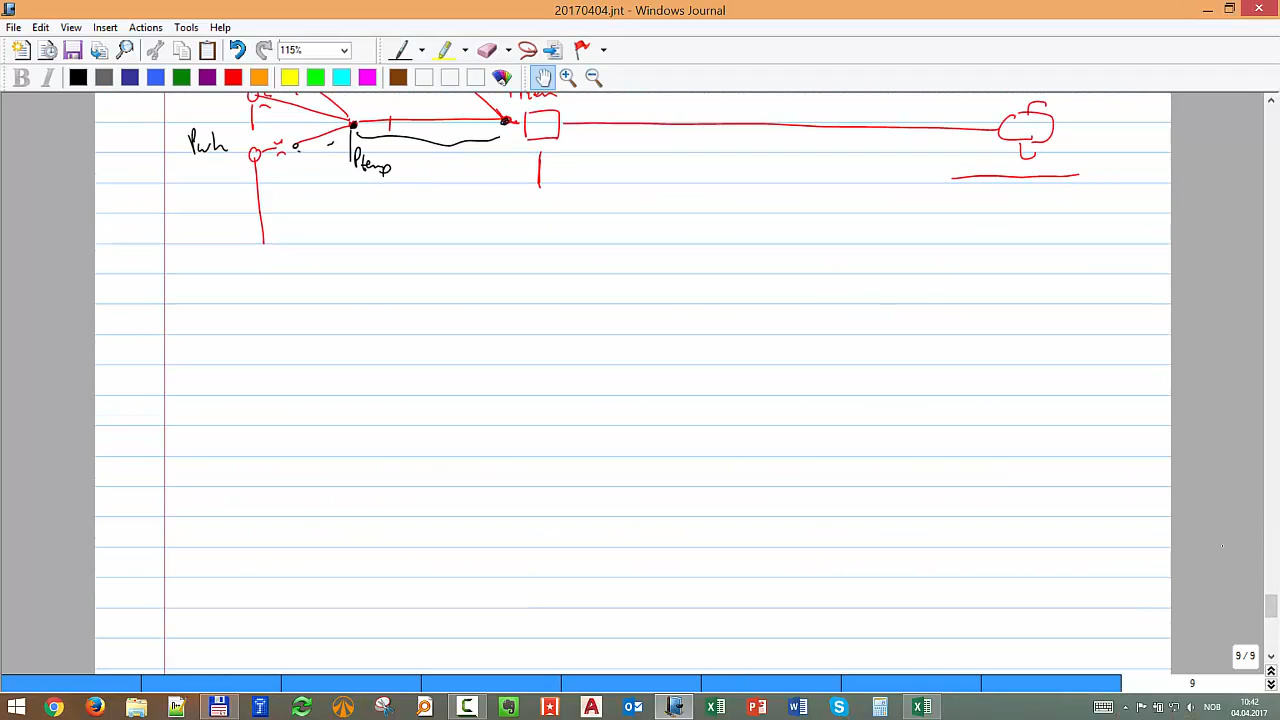 20170404.jnt - Windows Journal
File Edit View Insert Actions Tools Help
115%
B I
Pwh
Ptemp
9 / 9
9
NOB
10:42
04.04.2017